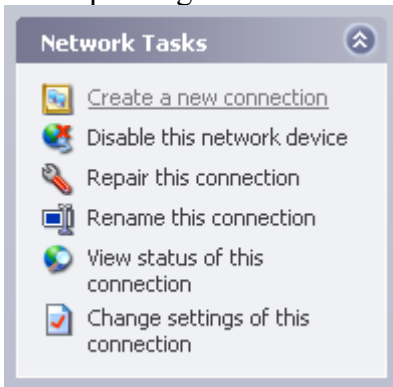 Network Tasks
Create a new connection
Disable this network device
Repair this connection
Rename this connection
View status of this
connection
Change settings of this
connection